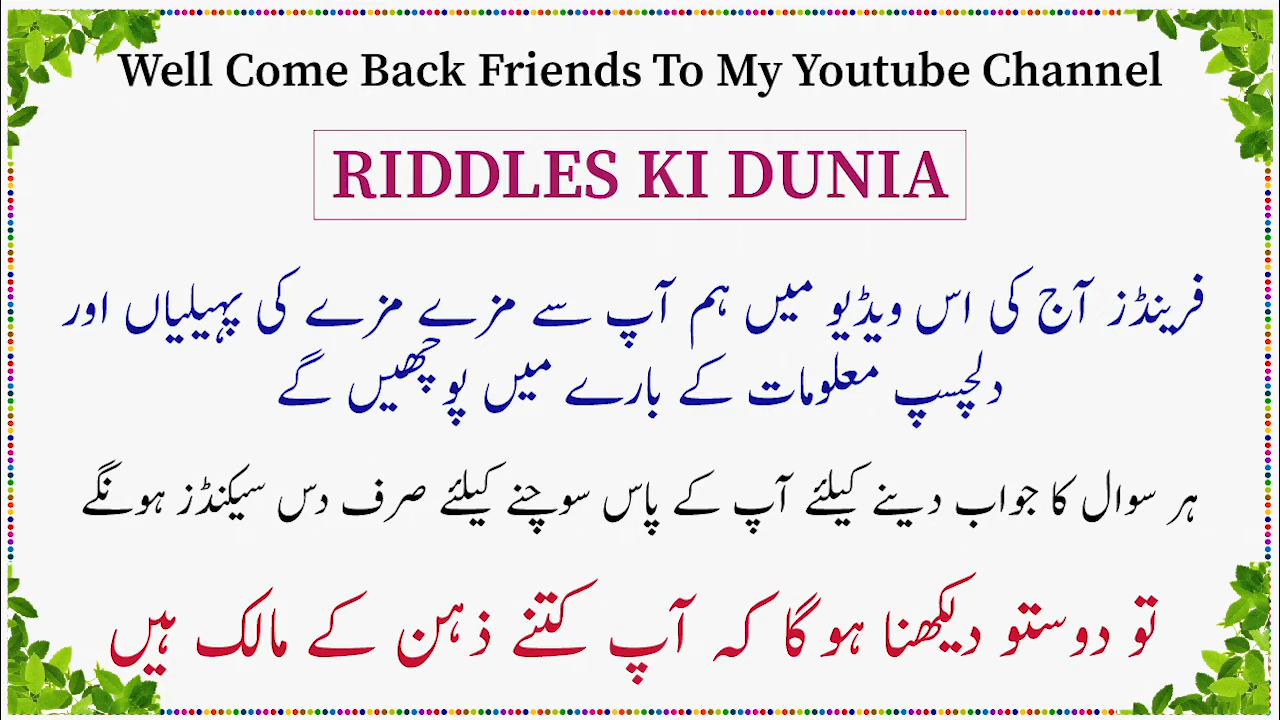 Well Come Back Friends To My Youtube Channel
RIDDLES KI DUNIA
فرینڈز آج کی اس ویڈیو میں ہم آپ سے مزے مزے کی پہیلیاں اور
دلچسپ معلومات کے بارے میں پوچھیں گے
ہر سوال کا جواب دینے کیلئے آپ کے پاس سوچنے کیلئے صرف دس سیکنڈز ہونگے
تو دوستو دیکھنا ہو گا کہ آپ کتنے ذہن کے مالک ہیں